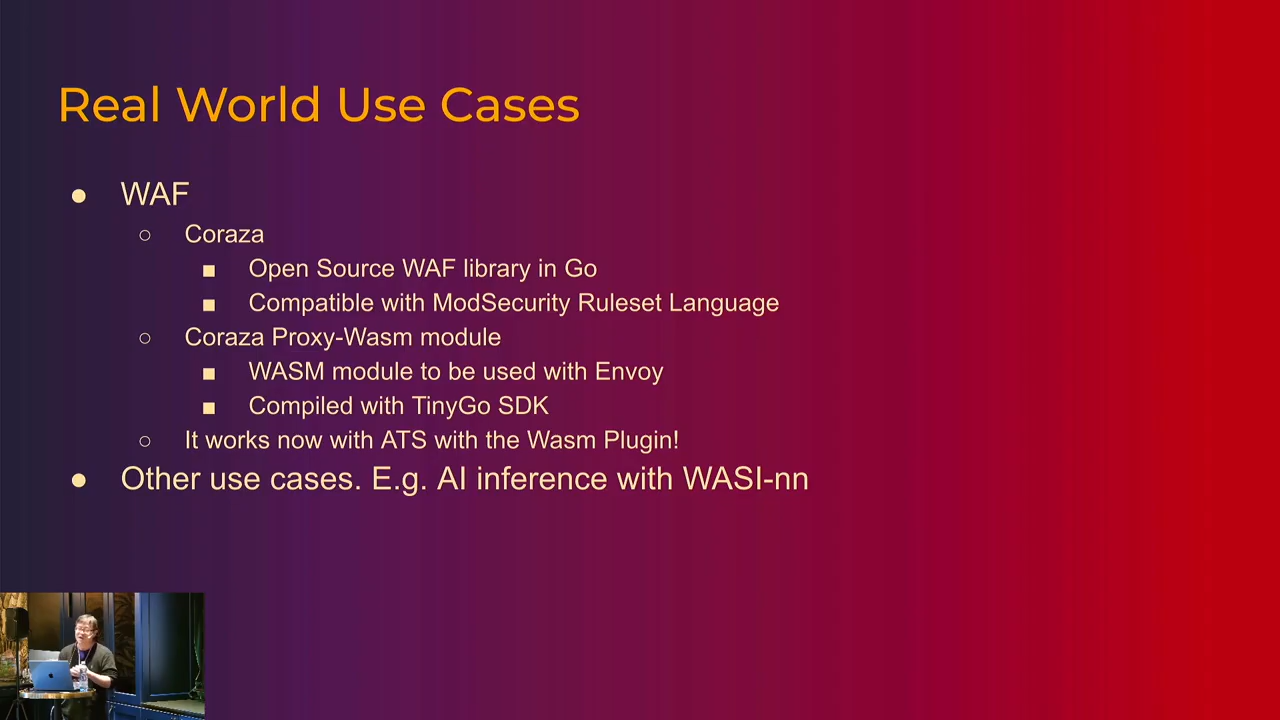 Real World Use Cases
● WAF
○ Coraza
■ Open Source WAF library in Go
■ Compatible with ModSecurity Ruleset Language
○ Coraza Proxy-Wasm module
■ WASM module to be used with Envoy
■ Compiled with TinyGo SDK
○ It works now with ATS with the Wasm Plugin!
● Other use cases. E.g. AI inference with WASI-nn